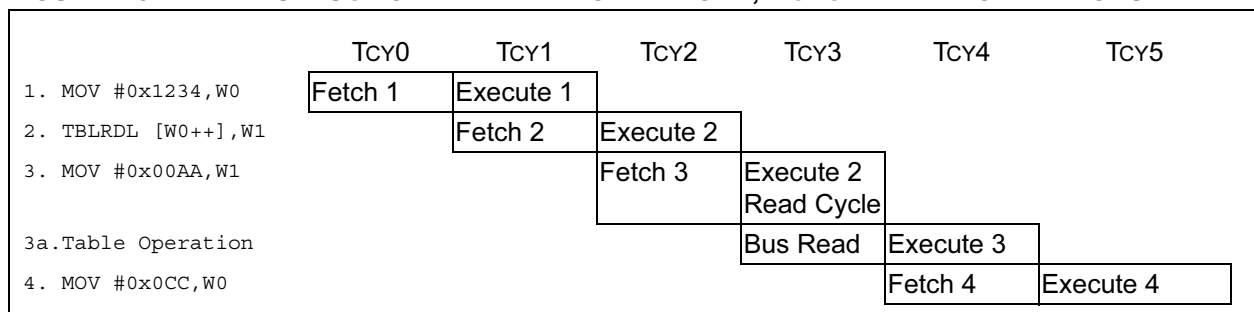 TCY0 TCY1 TCY2 TCY3 TCY4 TCY5
1. MOV #0x1234,W0 Fetch 1 Execute 1
2. TBLRDL [W0++],W1 Fetch 2 Execute 2
3. MOV #0x00AA,W1 Fetch 3 Execute 2
Read Cycle
3a.Table Operation Bus Read Execute 3
4. MOV #0x0CC,W0 Fetch 4 Execute 4